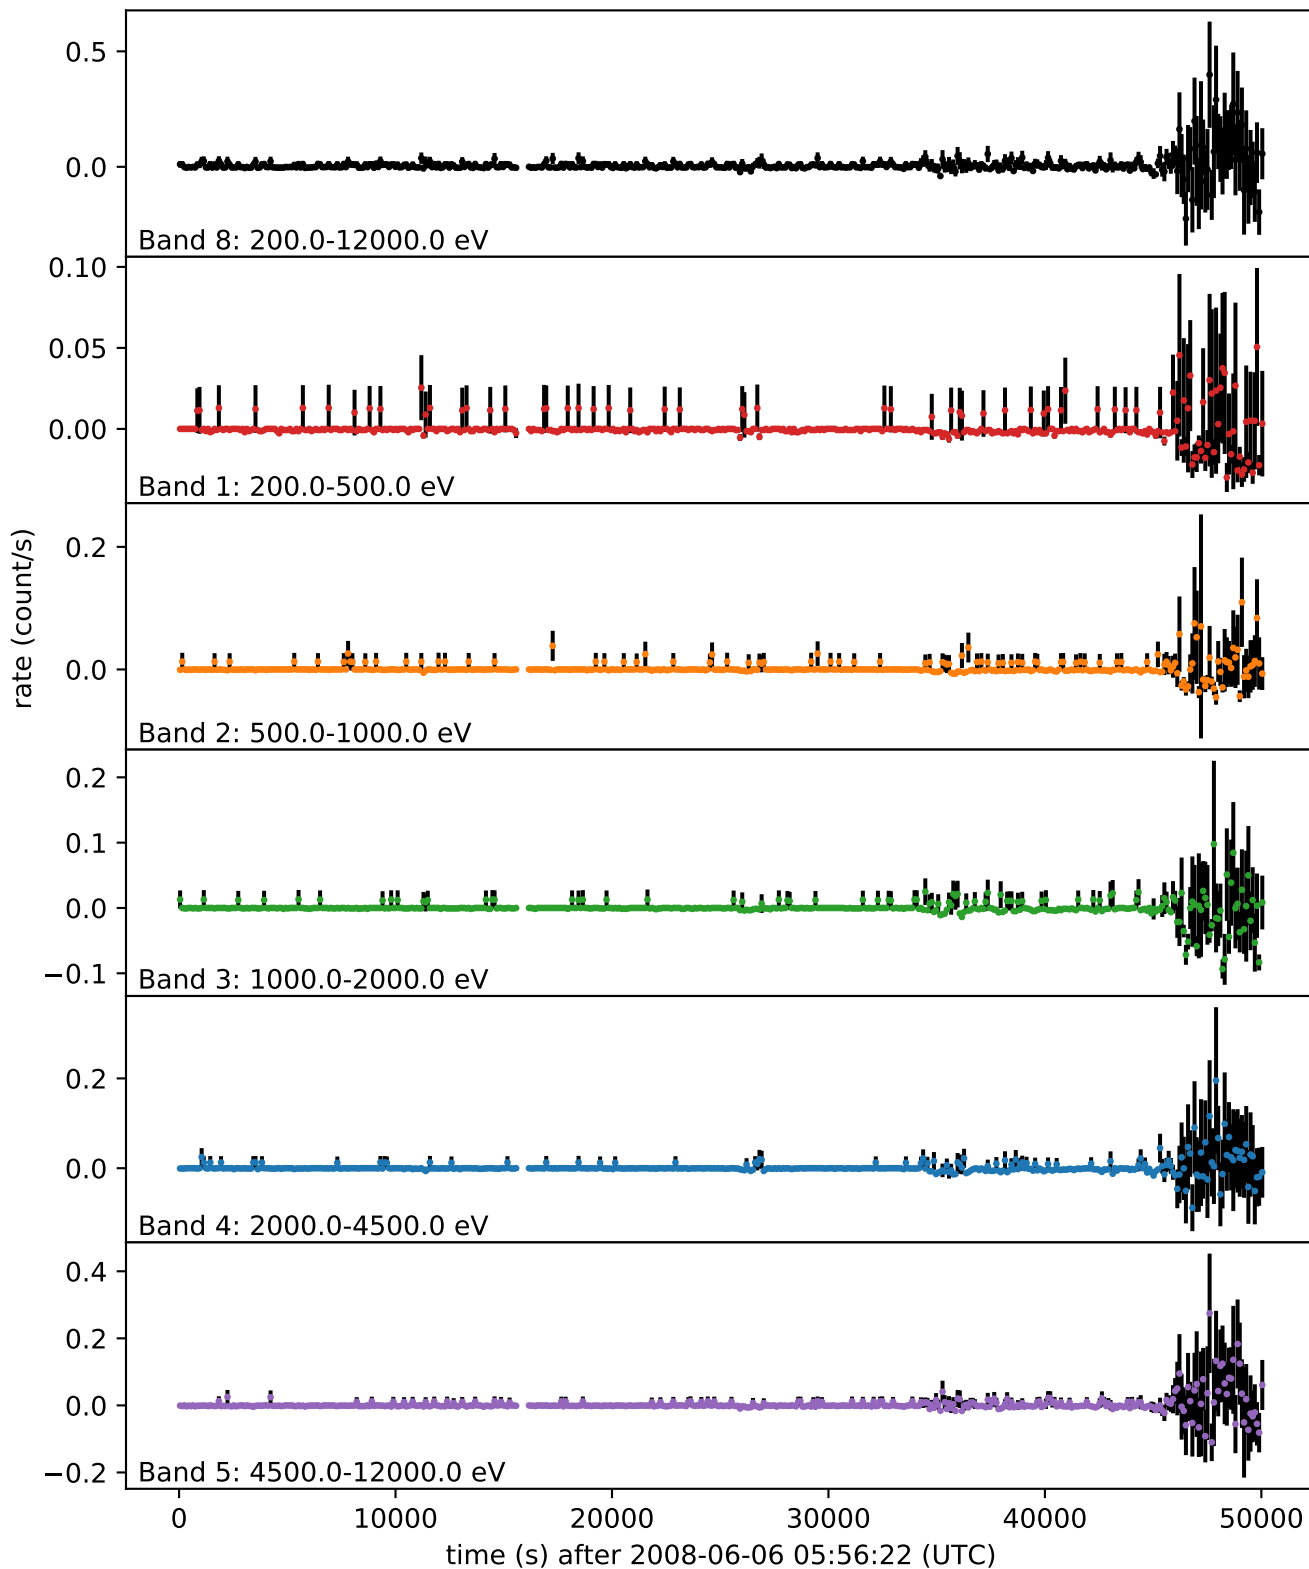 0.5
0.0
Band 8: 200.0-12000.0 eV
0.10
0.05
0.00
Band 1: 200.0-500.0 eV
rate (count/s)
0.2
0.0
Band 2: 500.0-1000.0 eV
0.2
0.1
0.0
−0.1
Band 3: 1000.0-2000.0 eV
0.2
0.0
Band 4: 2000.0-4500.0 eV
0.4
0.2
0.0
−0.2
Band 5: 4500.0-12000.0 eV
0 10000 20000 30000 40000 50000
time (s) after 2008-06-06 05:56:22 (UTC)